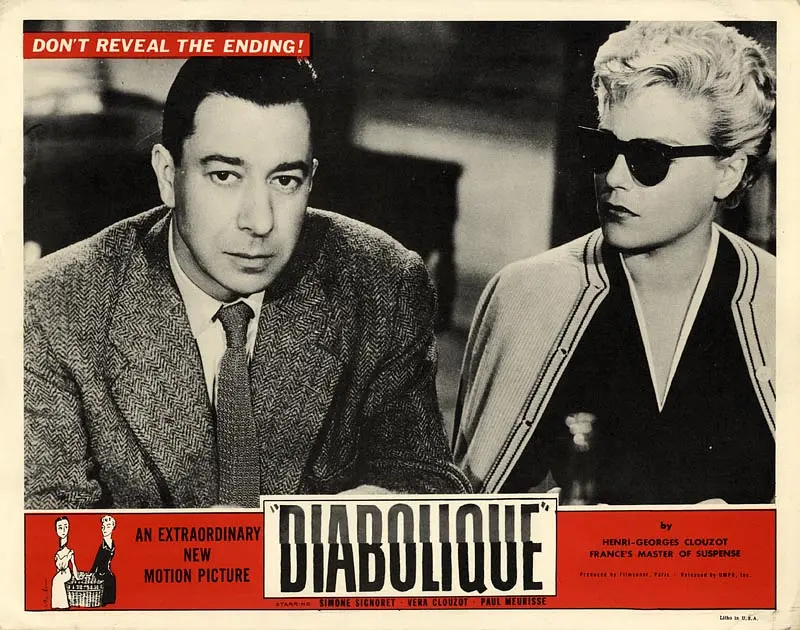 DON'T REVEAL THE ENDING!
AN EXTRAORDINARY
NEW
MOTION PICTURE
"DIABOLIQUE"
STARRING SIMONE SIGNORET · VERA CLOUZOT · PAUL MEURISSE
by
HENRI-GEORGES CLOUZOT
FRANCE'S MASTER OF SUSPENSE
Produced by Filmsonor, Paris · Released by UMPO, Inc.
Litho in U.S.A.